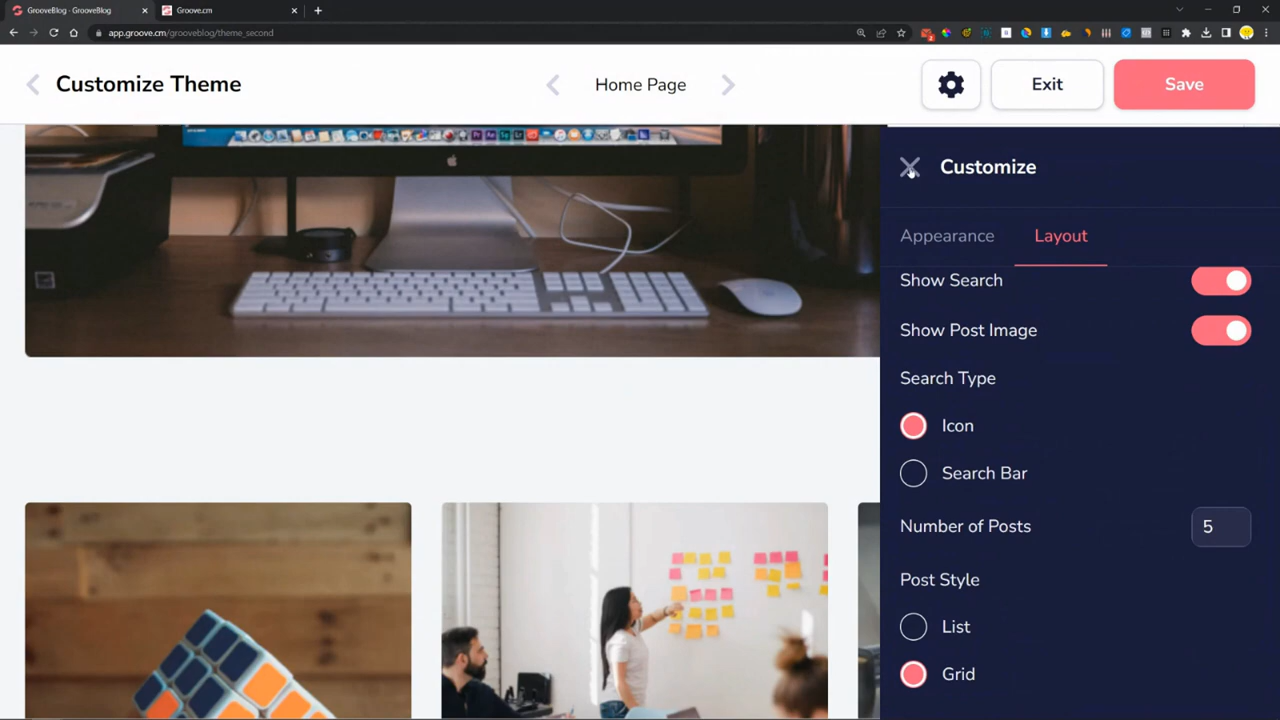 GrooveBlog - GrooveBlog
Groove.cm
app.groove.cm/grooveblog/theme_second
Customize Theme
Home Page
Exit
Save
Customize
Appearance
Layout
Show Search
Show Post Image
Search Type
Icon
Search Bar
Number of Posts
5
Post Style
List
Grid